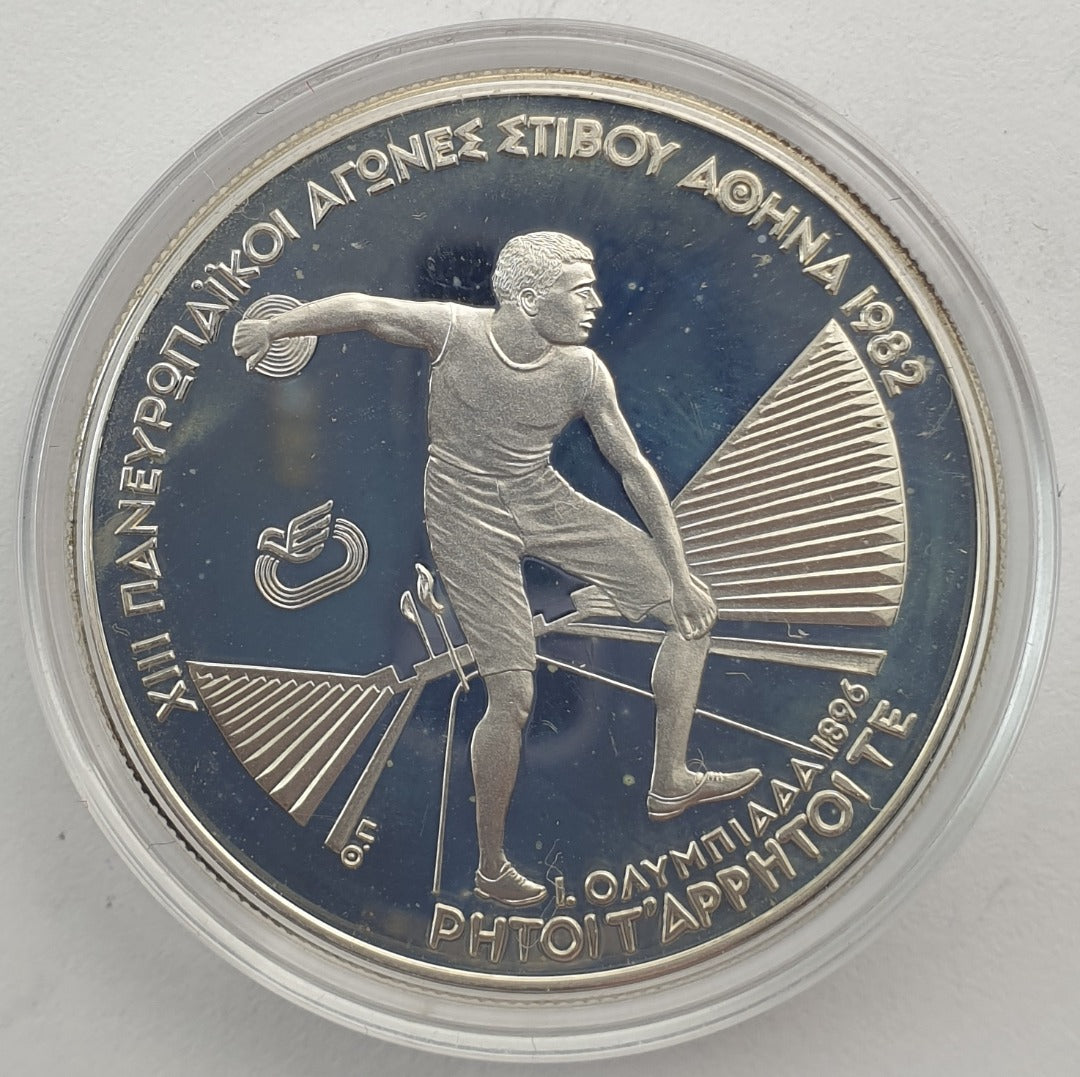 XIII ΠΑΝΕΥΡΩΠΑΪΚΟΙ ΑΓΩΝΕΣ ΣΤΙΒΟΥ ΑΘΗΝΑ 1982
Ι. ΟΛΥΜΠΙΑΔΑ 1896
ΡΗΤΟΙ Τ' ΑΡΡΗΤΟΙ ΤΕ
Θ.Π